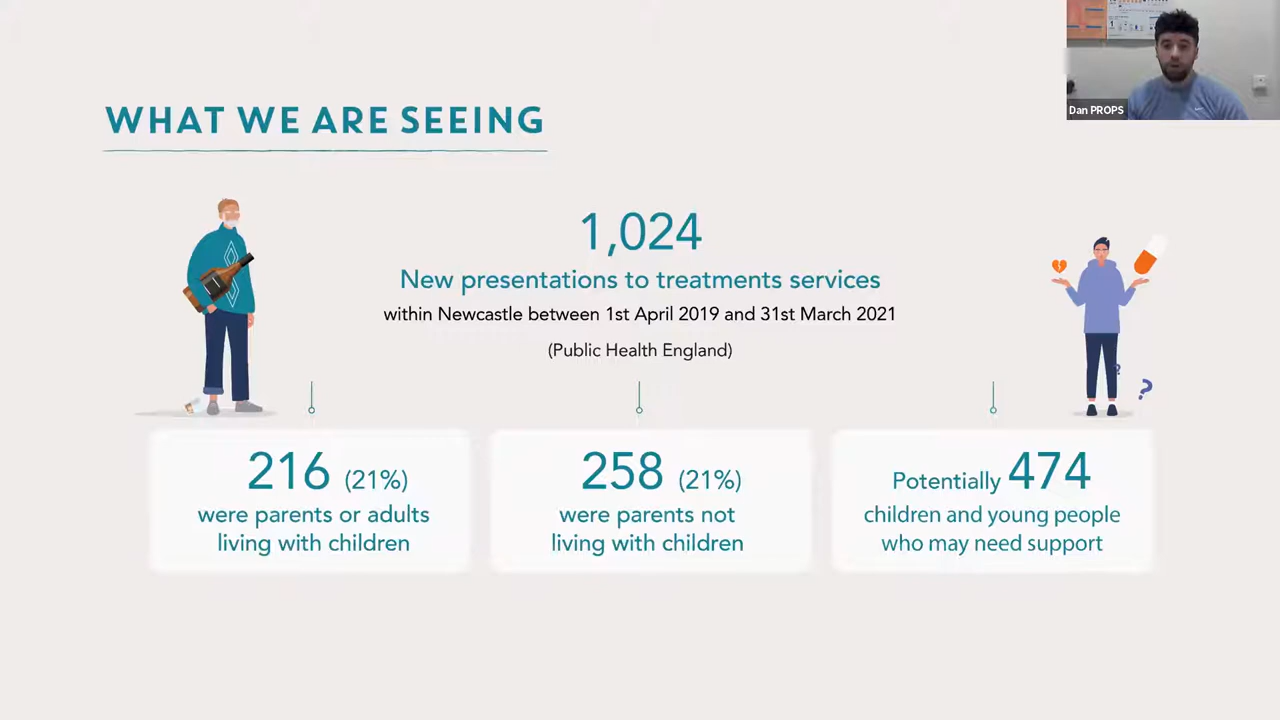 Dan PROPS
WHAT WE ARE SEEING
1,024
New presentations to treatments services
within Newcastle between 1st April 2019 and 31st March 2021
(Public Health England)
?
?
216 (21%)
were parents or adults
living with children
258 (21%)
were parents not
living with children
Potentially 474
children and young people
who may need support